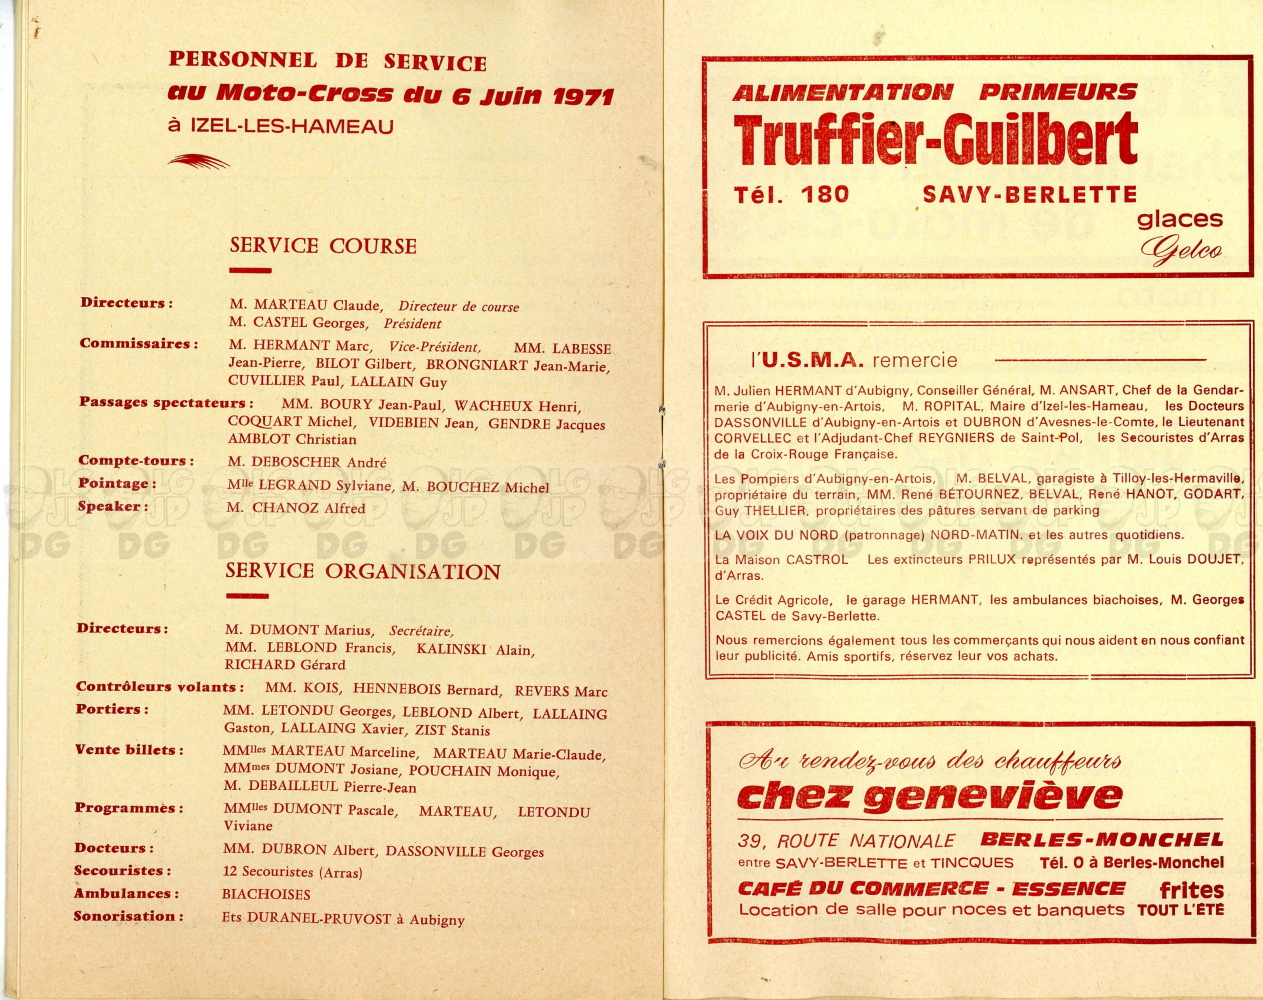 PERSONNEL DE SERVICE
au Moto-Cross du 6 Juin 1971
à IZEL-LES-HAMEAU
SERVICE COURSE
Directeurs : M. MARTEAU Claude, Directeur de course
M. CASTEL Georges, Président
Commissaires : M. HERMANT Marc, Vice-Président, MM. LABESSE
Jean-Pierre, BILOT Gilbert, BRONGNIART Jean-Marie,
CUVILLIER Paul, LALLAIN Guy
Passages spectateurs : MM. BOURY Jean-Paul, WACHEUX Henri,
COQUART Michel, VIDEBIEN Jean, GENDRE Jacques
AMBLOT Christian
Compte-tours : M. DEBOSCHER André
Pointage : Mlle LEGRAND Sylviane, M. BOUCHEZ Michel
Speaker : M. CHANOZ Alfred
SERVICE ORGANISATION
Directeurs : M. DUMONT Marius, Secrétaire,
MM. LEBLOND Francis, KALINSKI Alain,
RICHARD Gérard
Contrôleurs volants : MM. KOIS, HENNEBOIS Bernard, REVERS Marc
Portiers : MM. LETONDU Georges, LEBLOND Albert, LALLAING
Gaston, LALLAING Xavier, ZIST Stanis
Vente billets : MMlles MARTEAU Marceline, MARTEAU Marie-Claude,
MMmes DUMONT Josiane, POUCHAIN Monique,
M. DEBAILLEUL Pierre-Jean
Programmes : MMlles DUMONT Pascale, MARTEAU, LETONDU
Viviane
Docteurs : MM. DUBRON Albert, DASSONVILLE Georges
Secouristes : 12 Secouristes (Arras)
Ambulances : BIACHOISES
Sonorisation : Ets DURANEL-PRUVOST à Aubigny
ALIMENTATION PRIMEURS
Truffier-Guilbert
Tél. 180 SAVY-BERLETTE
glaces
Gelco
l'U.S.M.A. remercie
M. Julien HERMANT d'Aubigny, Conseiller Général, M. ANSART, Chef de la Gendar-
merie d'Aubigny-en-Artois, M. ROPITAL, Maire d'Izel-les-Hameau, les Docteurs
DASSONVILLE d'Aubigny-en-Artois et DUBRON d'Avesnes-le-Comte, le Lieutenant
CORVELLEC et l'Adjudant-Chef REYGNIERS de Saint-Pol, les Secouristes d'Arras
de la Croix-Rouge Française.
Les Pompiers d'Aubigny-en-Artois, M. BELVAL, garagiste à Tilloy-les-Hermaville,
propriétaire du terrain, MM. René BÉTOURNEZ, BELVAL, René HANOT, GODART,
Guy THELLIER, propriétaires des pâtures servant de parking
LA VOIX DU NORD (patronnage) NORD-MATIN. et les autres quotidiens.
La Maison CASTROL Les extincteurs PRILUX représentés par M. Louis DOUJET,
d'Arras.
Le Crédit Agricole, le garage HERMANT, les ambulances biachoises, M. Georges
CASTEL de Savy-Berlette.
Nous remercions également tous les commerçants qui nous aident en nous confiant
leur publicité. Amis sportifs, réservez leur vos achats.
Au rendez-vous des chauffeurs
chez geneviève
39, ROUTE NATIONALE BERLES-MONCHEL
entre SAVY-BERLETTE et TINCQUES Tél. 0 à Berles-Monchel
CAFÉ DU COMMERCE - ESSENCE frites
Location de salle pour noces et banquets TOUT L'ÉTÉ